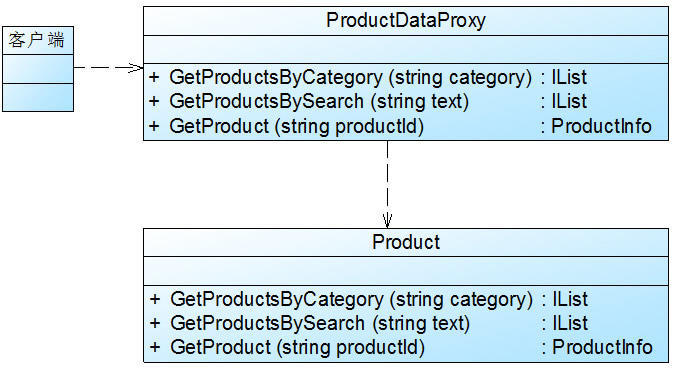 客户端
ProductDataProxy
+ GetProductsByCategory (string category) : IList
+ GetProductsBySearch (string text) : IList
+ GetProduct (string productId) : ProductInfo
Product
+ GetProductsByCategory (string category) : IList
+ GetProductsBySearch (string text) : IList
+ GetProduct (string productId) : ProductInfo